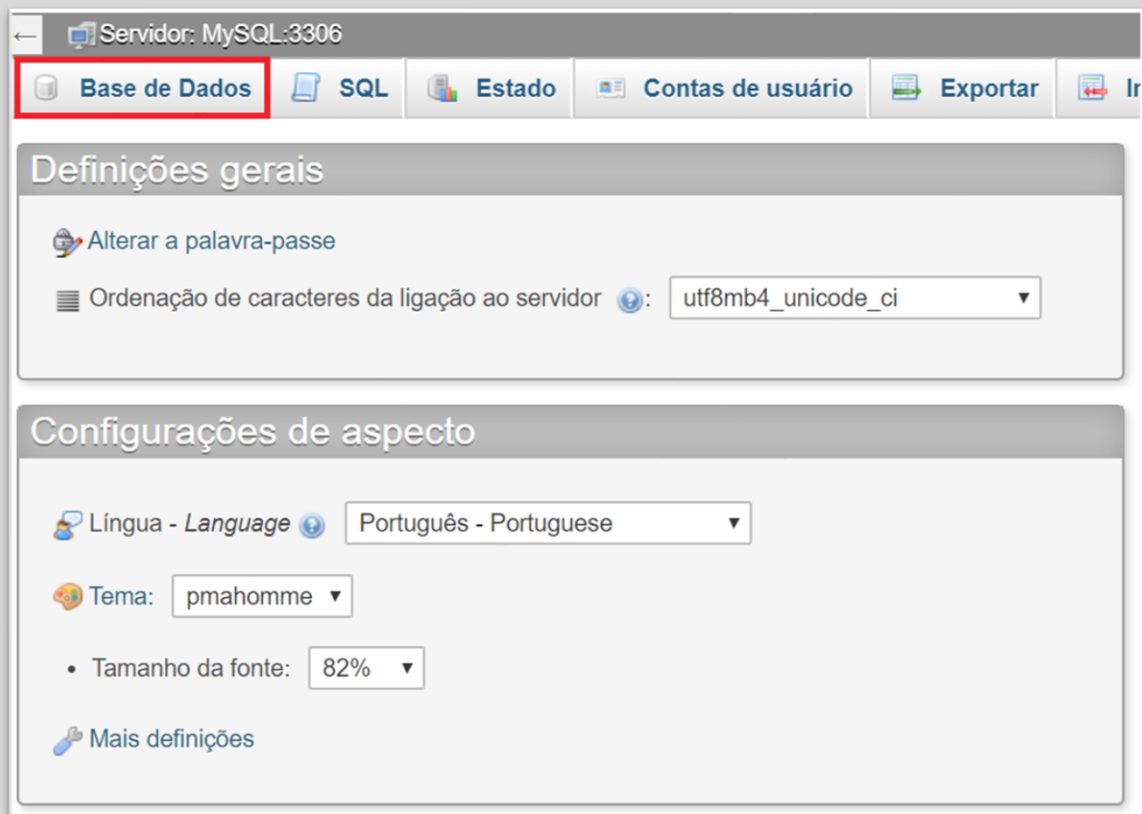 ← Servidor: MySQL:3306
Base de Dados SQL Estado Contas de usuário Exportar
Definições gerais
Alterar a palavra-passe
Ordenação de caracteres da ligação ao servidor : utf8mb4_unicode_ci
Configurações de aspecto
Língua - Language Português - Portuguese
Tema: pmahomme
• Tamanho da fonte: 82%
Mais definições